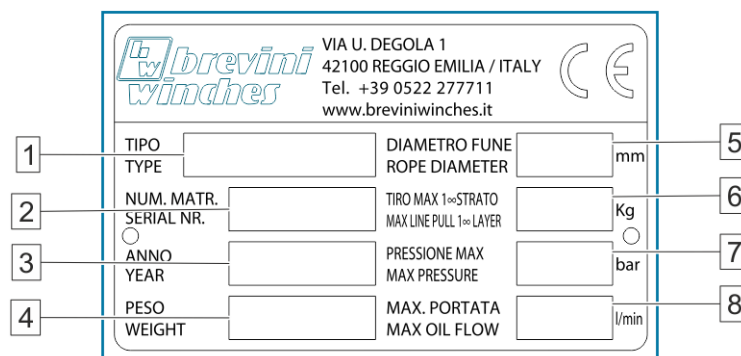 brevini
winches
VIA U. DEGOLA 1
42100 REGGIO EMILIA / ITALY
Tel. +39 0522 277711
www.breviniwinches.it
CE
1
TIPO
TYPE
2
NUM. MATR.
SERIAL NR.
3
ANNO
YEAR
4
PESO
WEIGHT
DIAMETRO FUNE
ROPE DIAMETER
mm
5
TIRO MAX 1∞STRATO
MAX LINE PULL 1∞ LAYER
Kg
6
PRESSIONE MAX
MAX PRESSURE
bar
7
MAX. PORTATA
MAX OIL FLOW
l/min
8